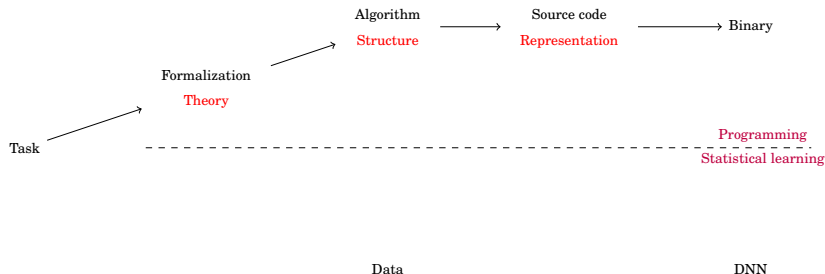 Algorithm
Structure
Source code
Representation
Binary
Formalization
Theory
Task
Programming
Statistical learning
Data
DNN